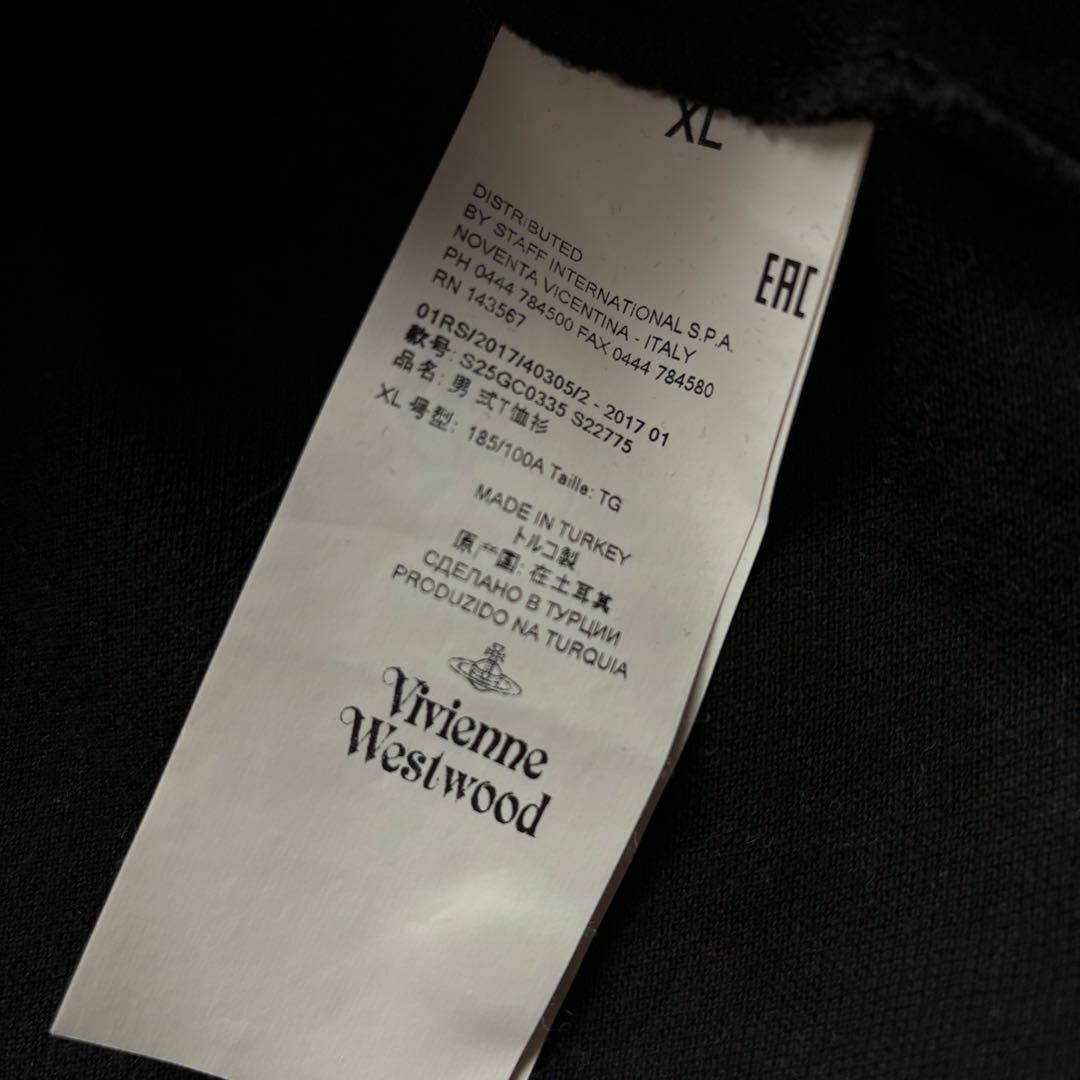 XL
EAC
DISTRIBUTED
BY STAFF INTERNATIONAL S.P.A.
NOVENTA VICENTINA - ITALY
PH 0444 784500 FAX 0444 784580
RN 143567
01RS/2017/40305/2 - 2017 01
款号: S25GC0335 S22775
品名: 男 式T恤衫
XL 号型: 185/100A Taille: TG
MADE IN TURKEY
トルコ製
原产国: 在土耳其
СДЕЛАНО В ТУРЦИИ
PRODUZIDO NA TURQUIA
Vivienne
Westwood